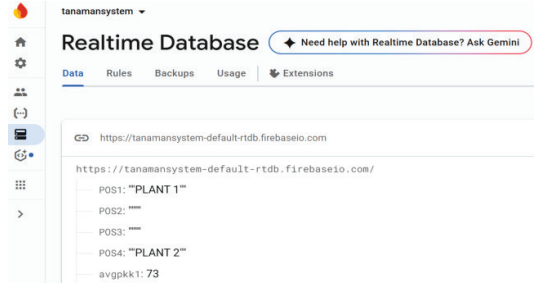 tanamansystem
Realtime Database Need help with Realtime Database? Ask Gemini
Data Rules Backups Usage Extensions
https://tanamansystem-default-rtdb.firebaseio.com
https://tanamansystem-default-rtdb.firebaseio.com/
POS1: ""PLANT 1""
POS2: """"
POS3: """"
POS4: ""PLANT 2""
avgpkk1: 73